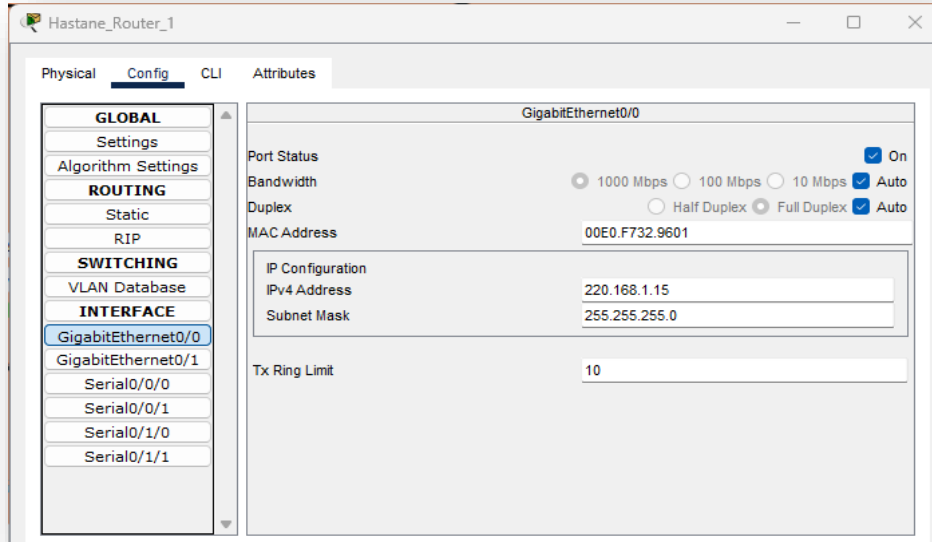 Hastane_Router_1
Physical Config CLI Attributes
GLOBAL
Settings
Algorithm Settings
ROUTING
Static
RIP
SWITCHING
VLAN Database
INTERFACE
GigabitEthernet0/0
GigabitEthernet0/1
Serial0/0/0
Serial0/0/1
Serial0/1/0
Serial0/1/1
GigabitEthernet0/0
Port Status On
Bandwidth 1000 Mbps 100 Mbps 10 Mbps Auto
Duplex Half Duplex Full Duplex Auto
MAC Address 00E0.F732.9601
IP Configuration
IPv4 Address 220.168.1.15
Subnet Mask 255.255.255.0
Tx Ring Limit 10